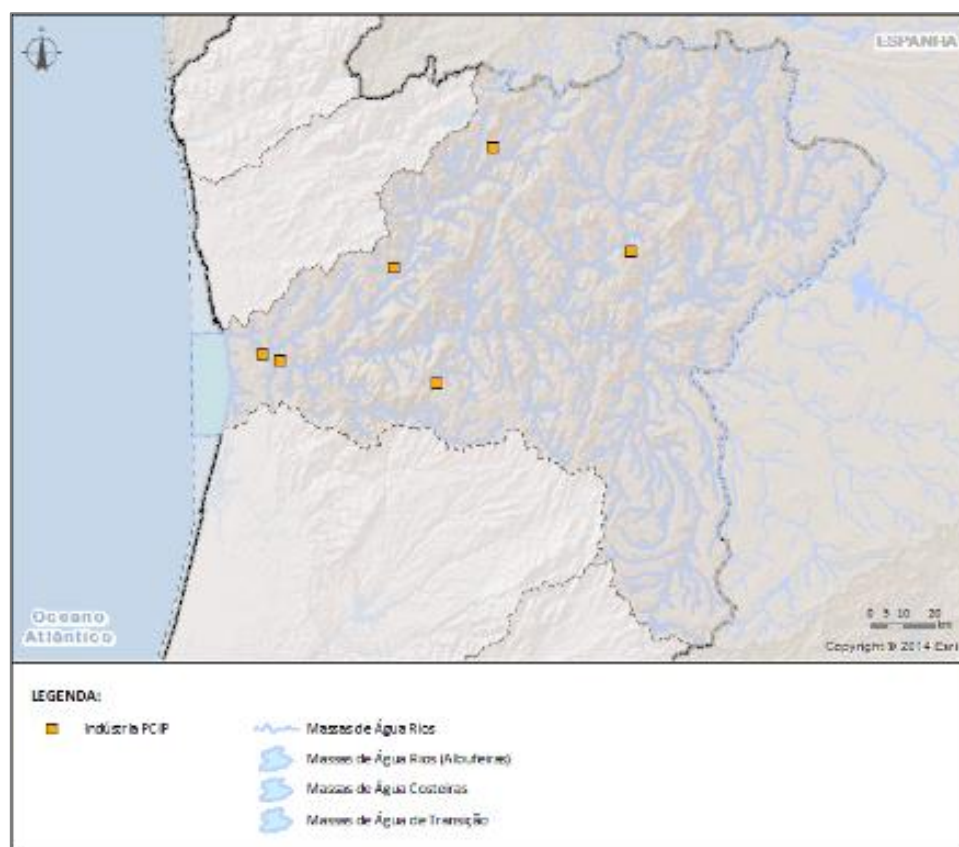 ESPANHA
Oceano
Atlântico
0 5 10 20
km
Copyright © 2014 Esri
LEGENDA:
Indústria PCIP
Massas de Água Rios
Massas de Água Rios (Albufeiras)
Massas de Água Costeiras
Massas de Água de Transição